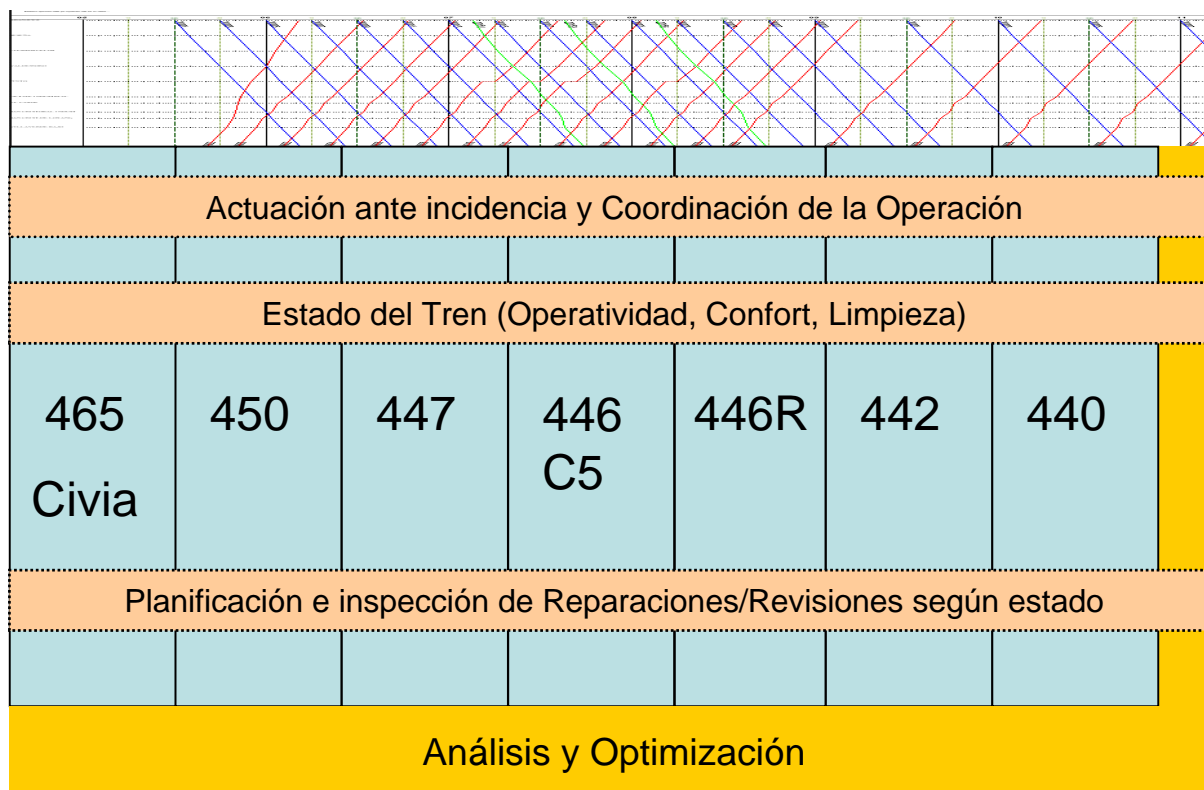 Actuación ante incidencia y Coordinación de la Operación
Estado del Tren (Operatividad, Confort, Limpieza)
465
Civia
450
447
446
C5
446R
442
440
Planificación e inspección de Reparaciones/Revisiones según estado
Análisis y Optimización